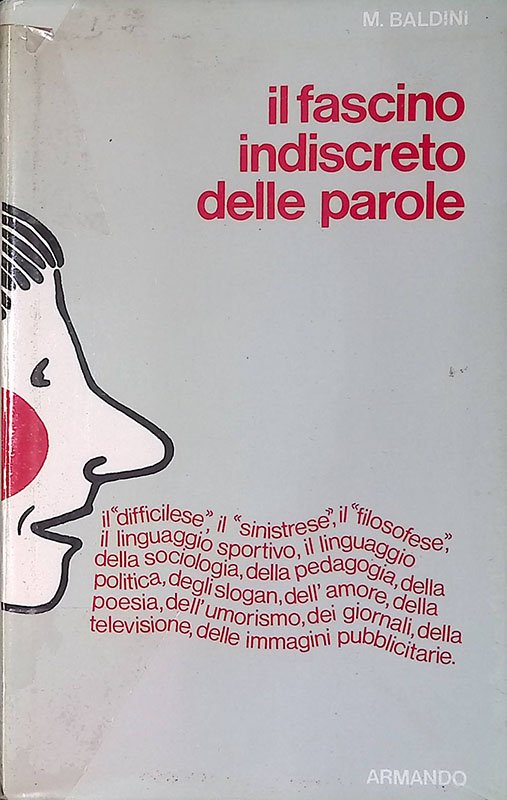 M. BALDINI
il fascino
indiscreto
delle parole
il "difficilese", il "sinistrese", il "filosofese",
il linguaggio sportivo, il linguaggio
della sociologia, della pedagogia, della
politica, degli slogan, dell'amore, della
poesia, dell'umorismo, dei giornali, della
televisione, delle immagini pubblicitarie.
ARMANDO